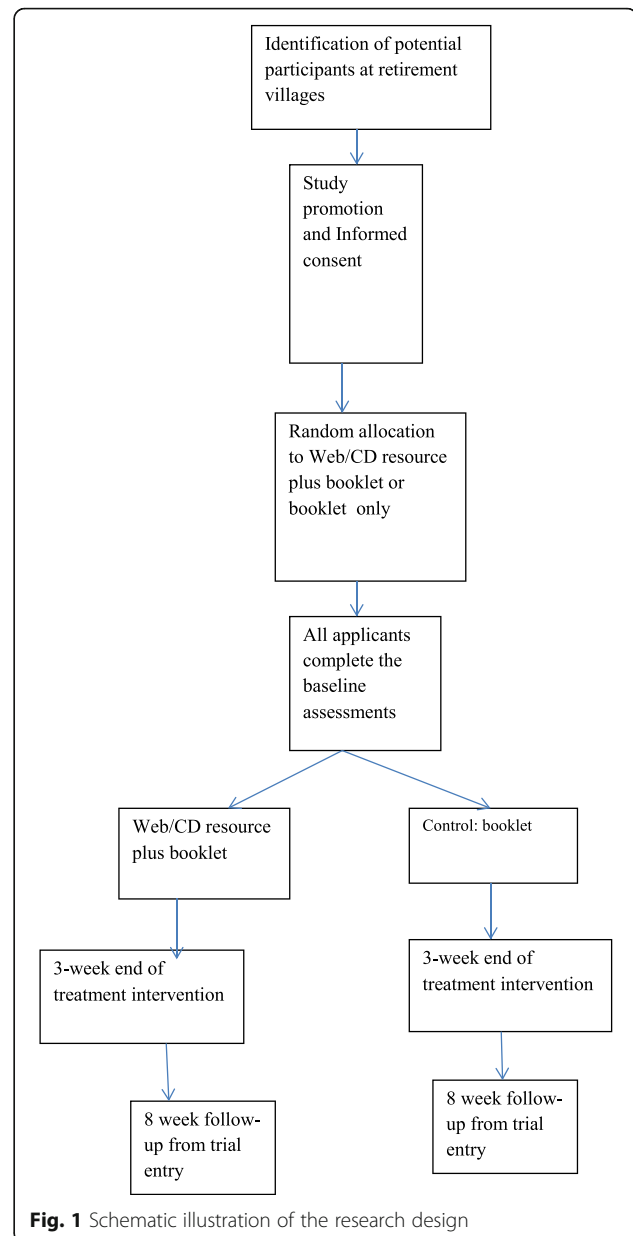 Identification of potential
participants at retirement
villages
Study
promotion
and Informed
consent
Random allocation
to Web/CD resource
plus booklet or
booklet only
All applicants
complete the
baseline
assessments
Web/CD resource
plus booklet
Control: booklet
3-week end of
treatment intervention
3-week end of
treatment intervention
8 week follow-
up from trial
entry
8 week follow-
up from trial
entry
Fig. 1 Schematic illustration of the research design